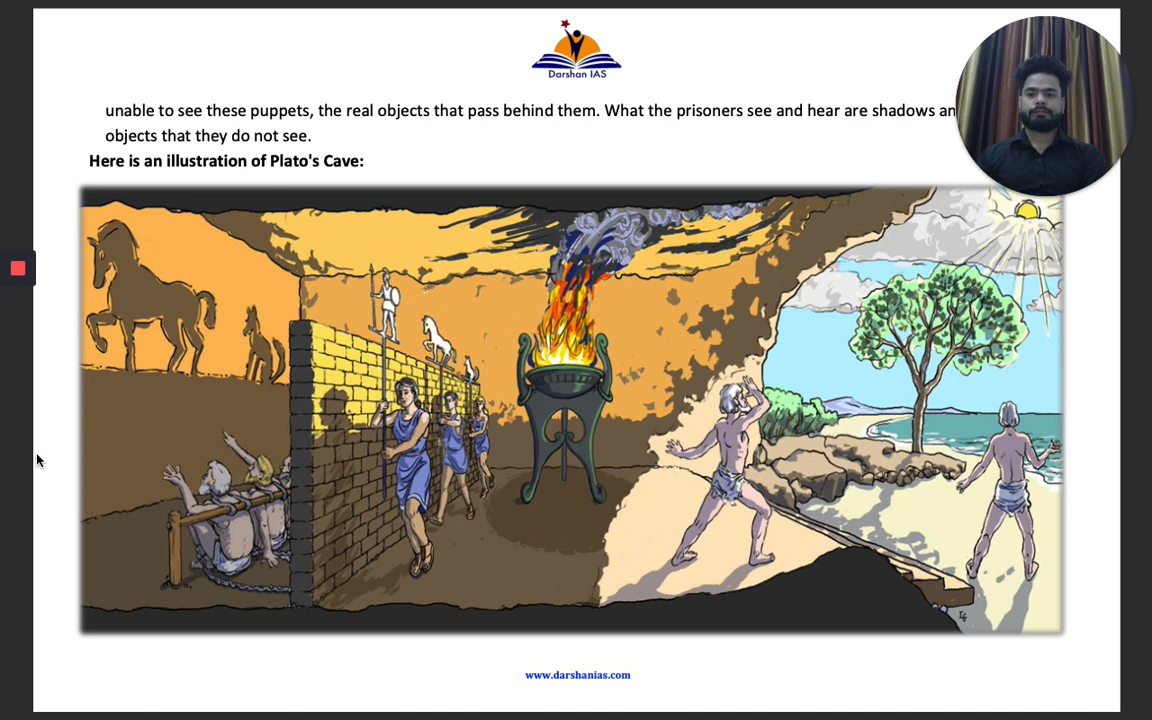 Darshan IAS
unable to see these puppets, the real objects that pass behind them. What the prisoners see and hear are shadows
objects that they do not see.
Here is an illustration of Plato's Cave:
www.darshanias.com